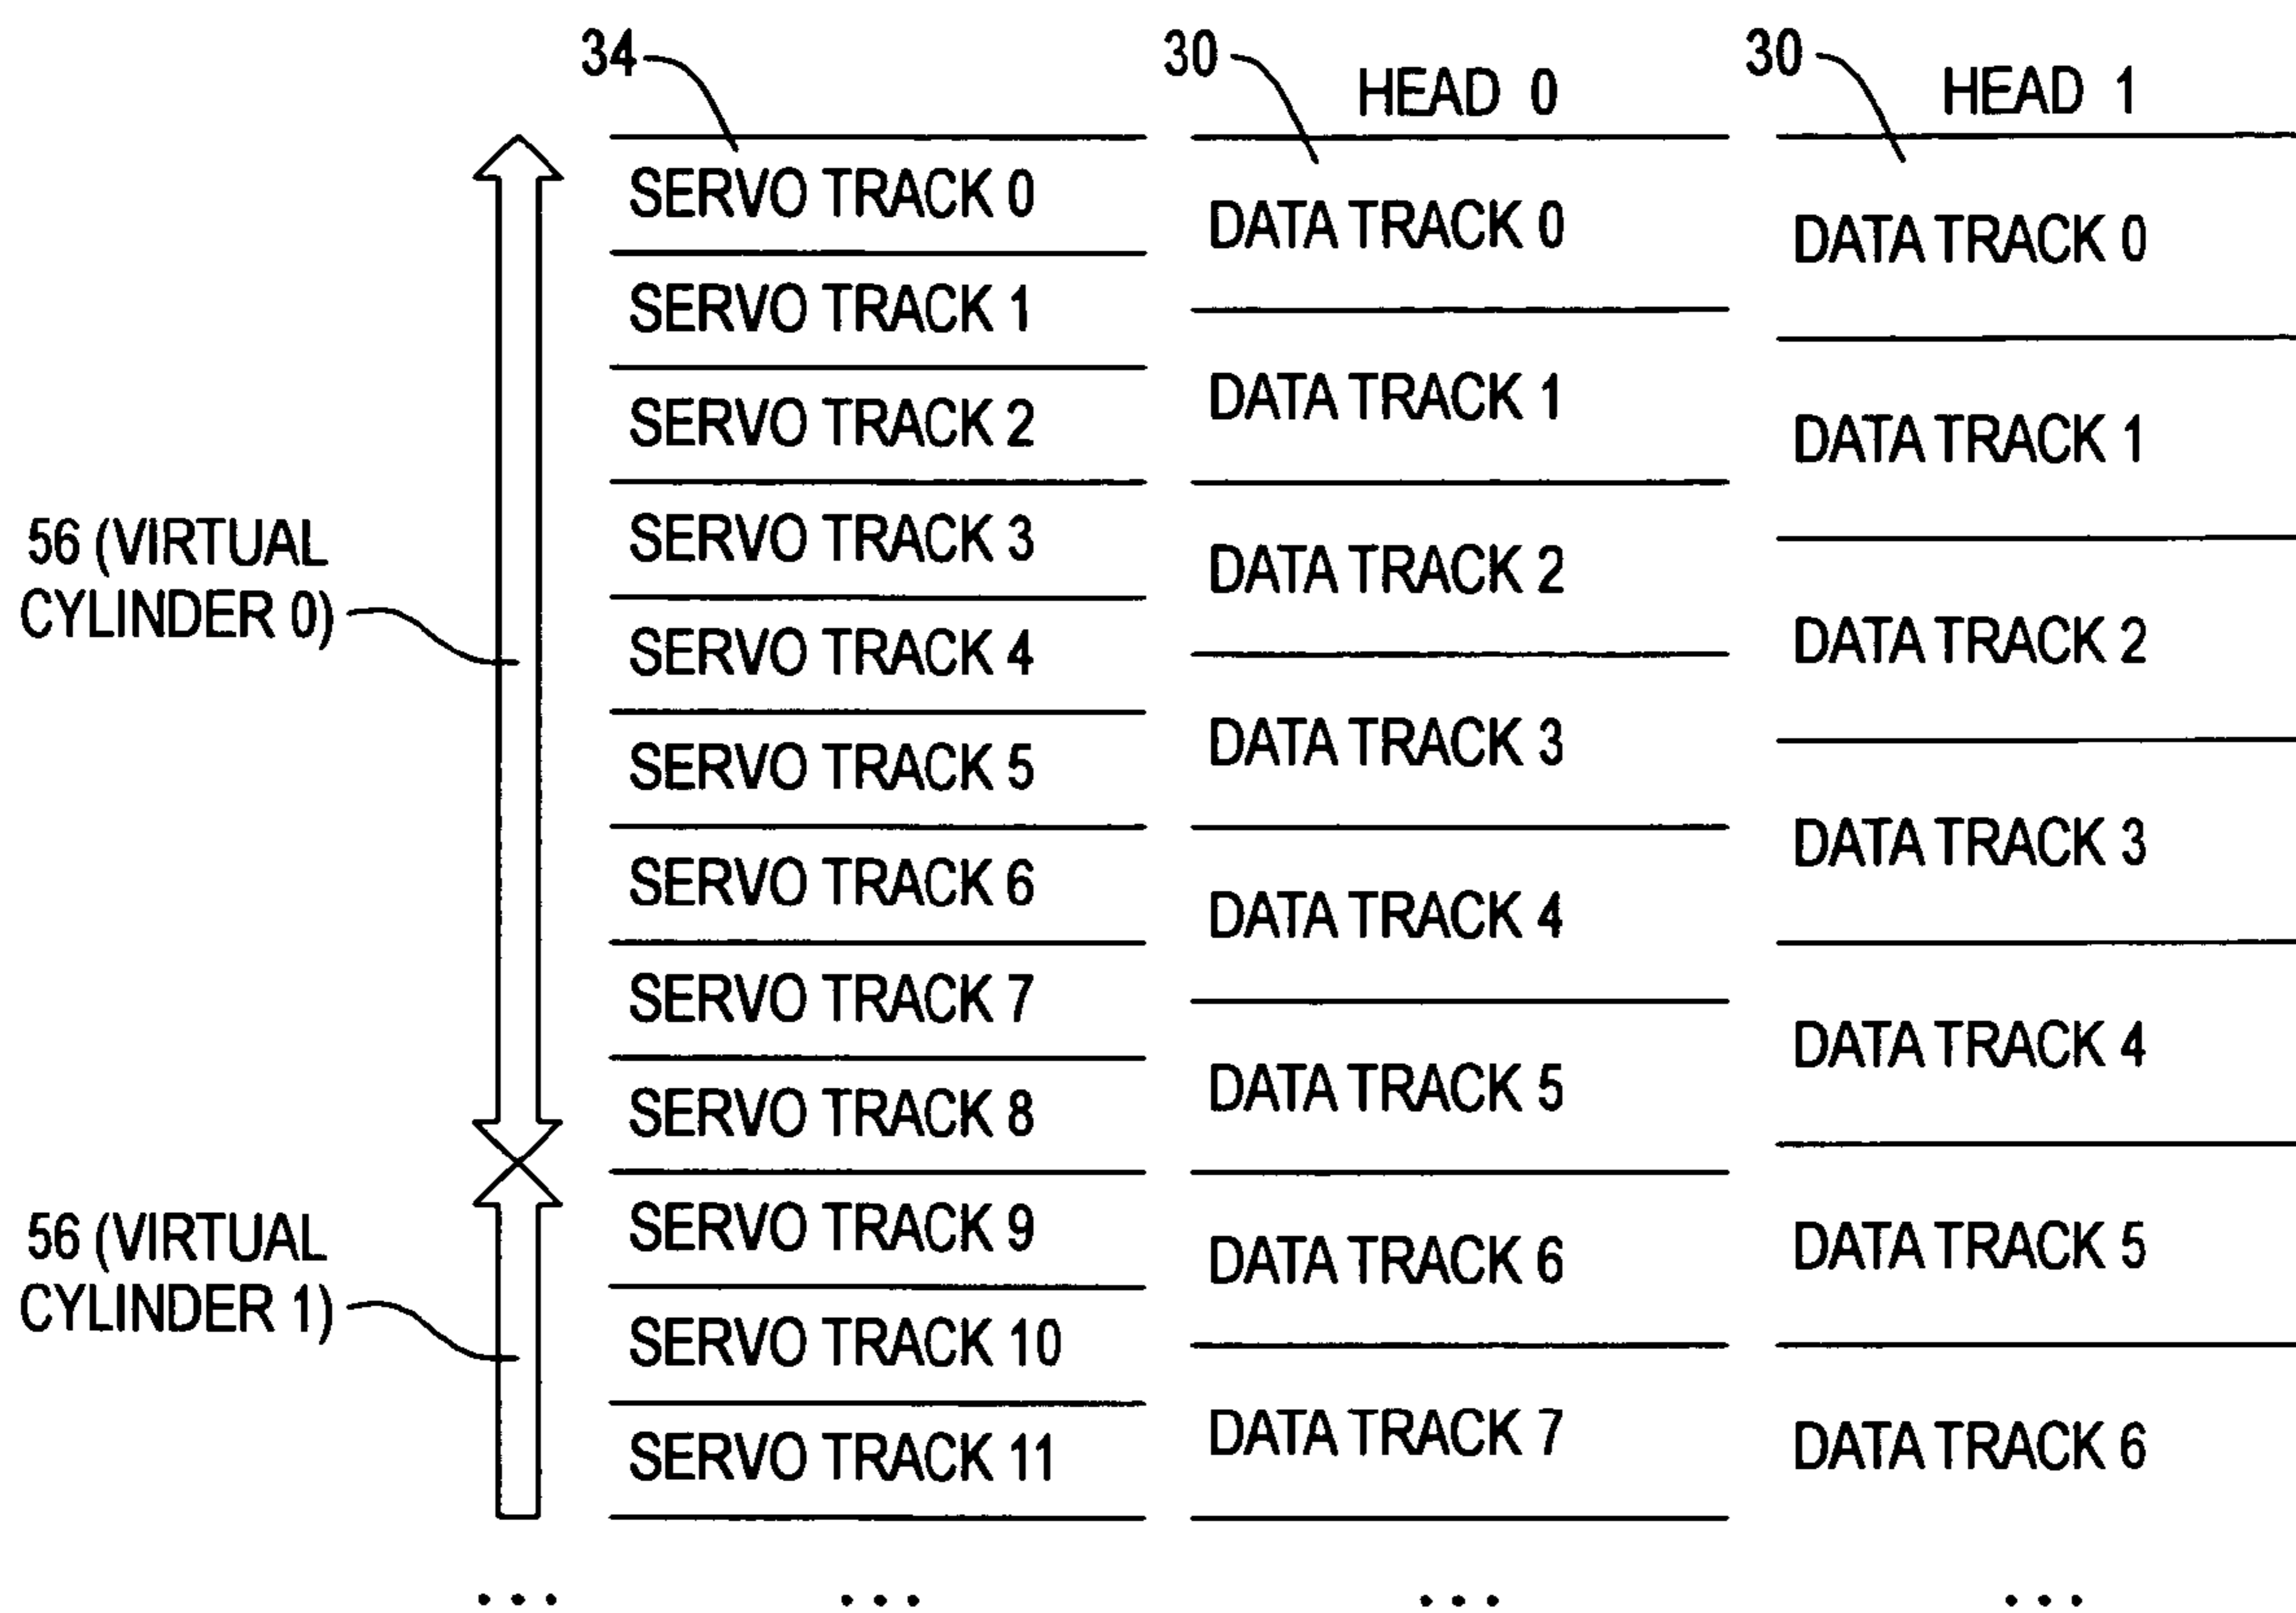 34
30
HEAD 0
30
HEAD 1
SERVO TRACK 0
SERVO TRACK 1
SERVO TRACK 2
SERVO TRACK 3
SERVO TRACK 4
SERVO TRACK 5
SERVO TRACK 6
SERVO TRACK 7
SERVO TRACK 8
SERVO TRACK 9
SERVO TRACK 10
SERVO TRACK 11
DATA TRACK 0
DATA TRACK 1
DATA TRACK 2
DATA TRACK 3
DATA TRACK 4
DATA TRACK 5
DATA TRACK 6
DATA TRACK 7
DATA TRACK 0
DATA TRACK 1
DATA TRACK 2
DATA TRACK 3
DATA TRACK 4
DATA TRACK 5
DATA TRACK 6
56 (VIRTUAL
CYLINDER 0)
56 (VIRTUAL
CYLINDER 1)
... ... ... ...